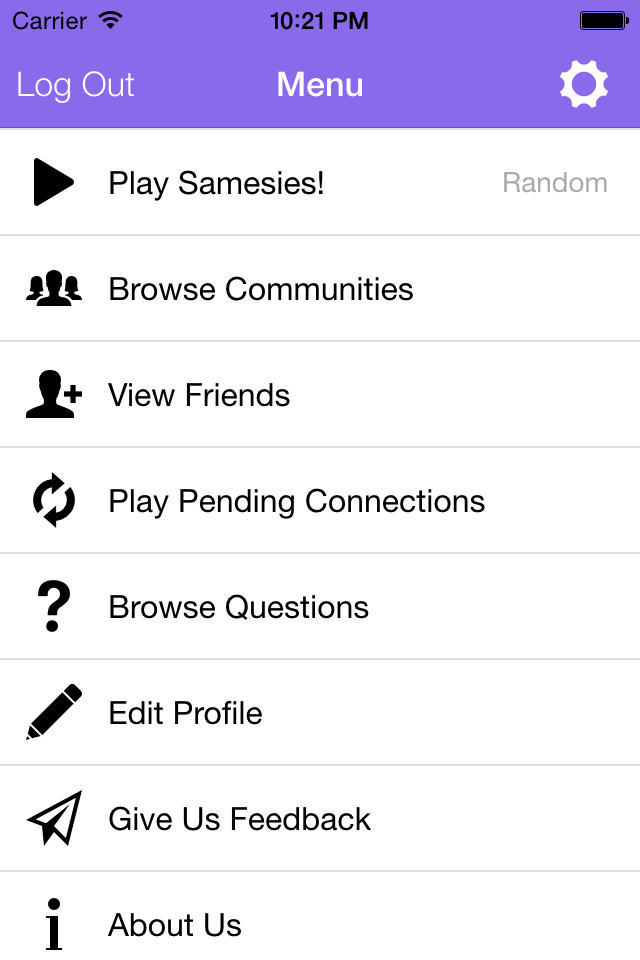 Carrier 10:21 PM
Log Out Menu
Play Samesies! Random
Browse Communities
View Friends
Play Pending Connections
Browse Questions
Edit Profile
Give Us Feedback
About Us